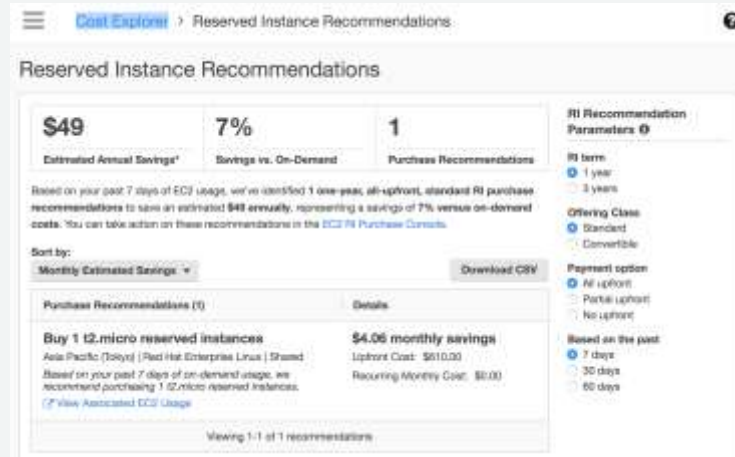 Cost Explorer > Reserved Instance Recommendations
Reserved Instance Recommendations
$49
Estimated Annual Savings*
7%
Savings vs. On-Demand
1
Purchase Recommendations
Based on your past 7 days of EC2 usage, we've identified 1 one-year, all-upfront, standard RI purchase
recommendations to save an estimated $49 annually, representing a savings of 7% versus on-demand
costs. You can take action on these recommendations in the EC2 RI Purchase Console.
Sort by:
Monthly Estimated Savings
Download CSV
Purchase Recommendations (1)
Details
Buy 1 t2.micro reserved instances
Asia Pacific (Tokyo) | Red Hat Enterprise Linux | Shared
Based on your past 7 days of on-demand usage, we
recommend purchasing 1 t2.micro reserved instances.
View Associated EC2 Usage
$4.06 monthly savings
Upfront Cost: $610.00
Recurring Monthly Cost: $0.00
Viewing 1-1 of 1 recommendations
RI Recommendation
Parameters
RI term
1 year
3 years
Offering Class
Standard
Convertible
Payment option
All upfront
Partial upfront
No upfront
Based on the past
7 days
30 days
60 days